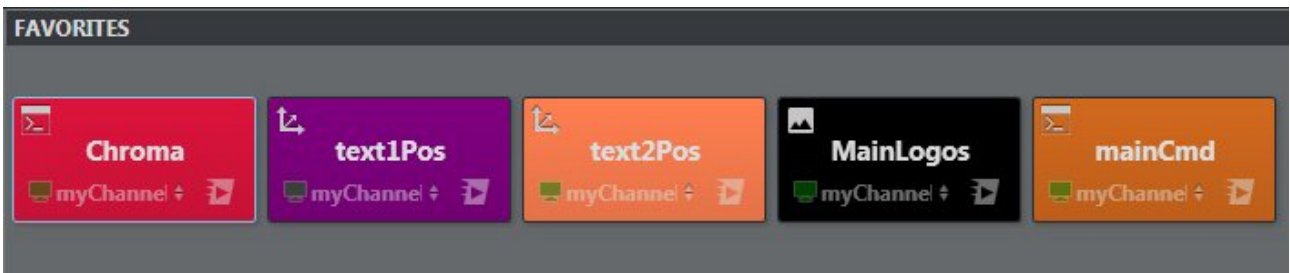 FAVORITES
Chroma
myChannel
text1Pos
myChannel
text2Pos
myChannel
MainLogos
myChannel
mainCmd
myChannel